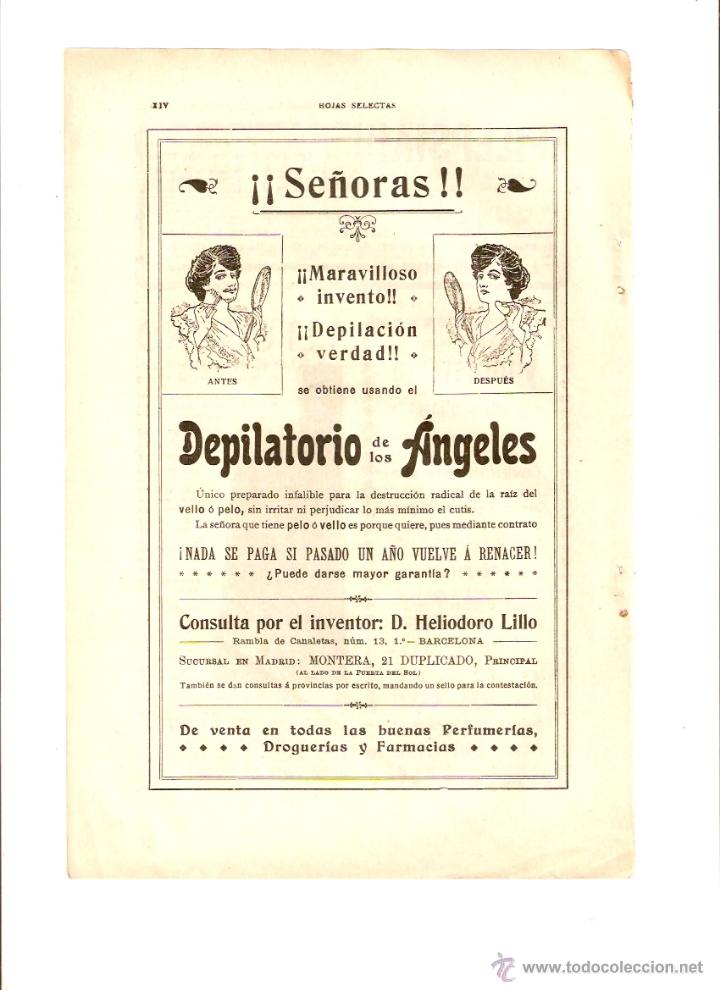 XIV HOJAS SELECTAS
¡¡Señoras!!
¡¡Maravilloso
invento!!
¡¡Depilación
verdad!!
ANTES
DESPUÉS
se obtiene usando el
Depilatorio de los Ángeles
Único preparado infalible para la destrucción radical de la raíz del
vello ó pelo, sin irritar ni perjudicar lo más mínimo el cutis.
La señora que tiene pelo ó vello es porque quiere, pues mediante contrato
¡NADA SE PAGA SI PASADO UN AÑO VUELVE Á RENACER!
* * * * * * ¿Puede darse mayor garantía? * * * * * *
Consulta por el inventor: D. Heliodoro Lillo
Rambla de Canaletas, núm. 13, 1.º — BARCELONA
SUCURSAL EN MADRID: MONTERA, 21 DUPLICADO, PRINCIPAL
(AL LADO DE LA PUERTA DEL SOL)
También se dan consultas á provincias por escrito, mandando un sello para la contestación.
De venta en todas las buenas Perfumerías,
Droguerías y Farmacias
© www.todocoleccion.net